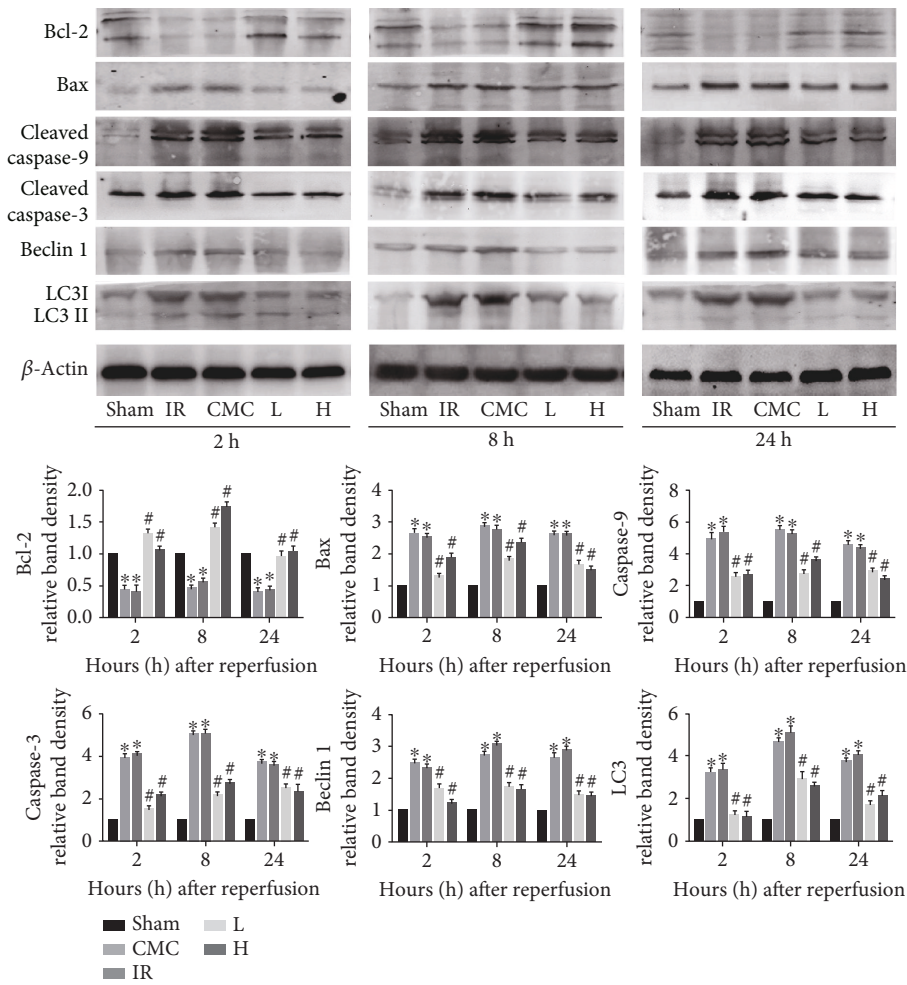 Bcl-2
Bax
Cleaved
caspase-9
Cleaved
caspase-3
Beclin 1
LC3I
LC3 II
β-Actin
Sham IR CMC L H
2 h
Sham IR CMC L H
8 h
Sham IR CMC L H
24 h
Bcl-2
relative band density
2.0
1.5
1.0
0.5
0.0
* * # #
* * # #
* * # #
2 8 24
Hours (h) after reperfusion
Bax
relative band density
4
3
2
1
0
* * # #
* * # #
* * # #
2 8 24
Hours (h) after reperfusion
Caspase-9
relative band density
8
6
4
2
0
* * # #
* * # #
* * # #
2 8 24
Hours (h) after reperfusion
Caspase-3
relative band density
6
4
2
0
* * # #
* * # #
* * # #
2 8 24
Hours (h) after reperfusion
Beclin 1
relative band density
4
3
2
1
0
* * # #
* * # #
* * # #
2 8 24
Hours (h) after reperfusion
LC3
relative band density
6
4
2
0
* * # #
* * # #
* * # #
2 8 24
Hours (h) after reperfusion
Sham
CMC
IR
L
H